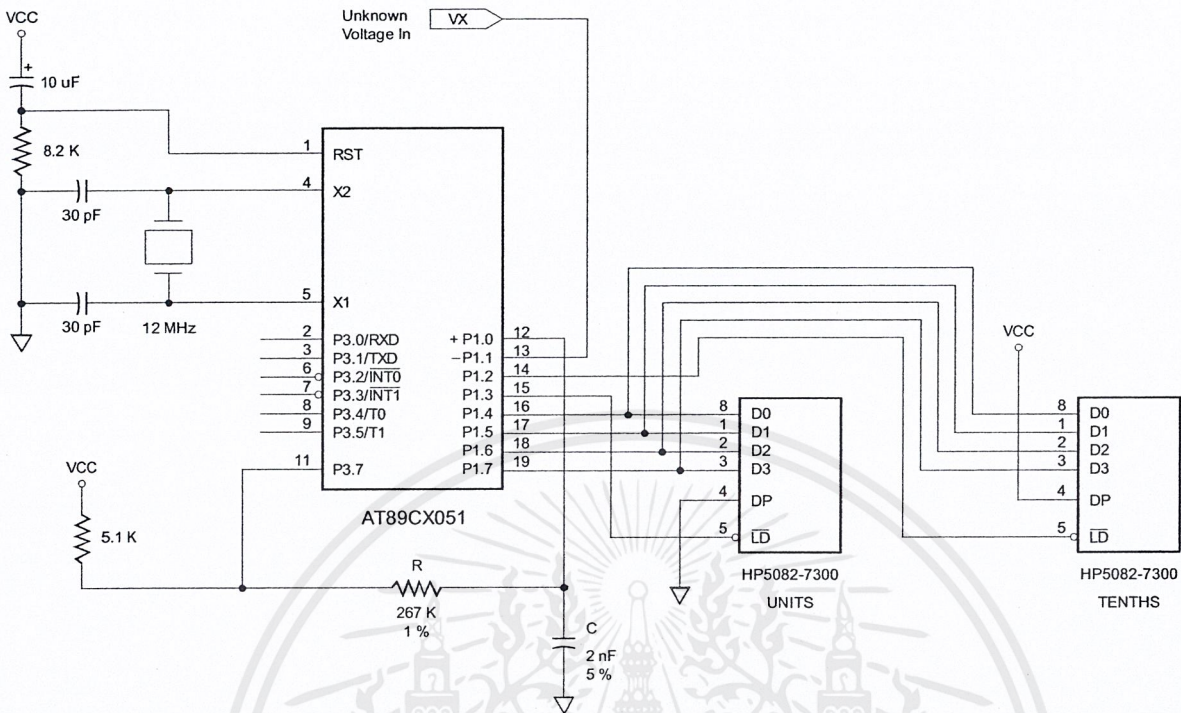 VCC
Unknown
Voltage In
VX
+
10 uF
8.2 K
30 pF
30 pF
12 MHz
1 RST
4 X2
5 X1
2 P3.0/RXD
3 P3.1/TXD
6 P3.2/INT0
7 P3.3/INT1
8 P3.4/T0
9 P3.5/T1
11 P3.7
+ P1.0 12
−P1.1 13
P1.2 14
P1.3 15
P1.4 16
P1.5 17
P1.6 18
P1.7 19
AT89CX051
VCC
5.1 K
R
267 K
1 %
C
2 nF
5 %
8 D0
1 D1
2 D2
3 D3
4 DP
5 LD
HP5082-7300
UNITS
VCC
8 D0
1 D1
2 D2
3 D3
4 DP
5 LD
HP5082-7300
TENTHS